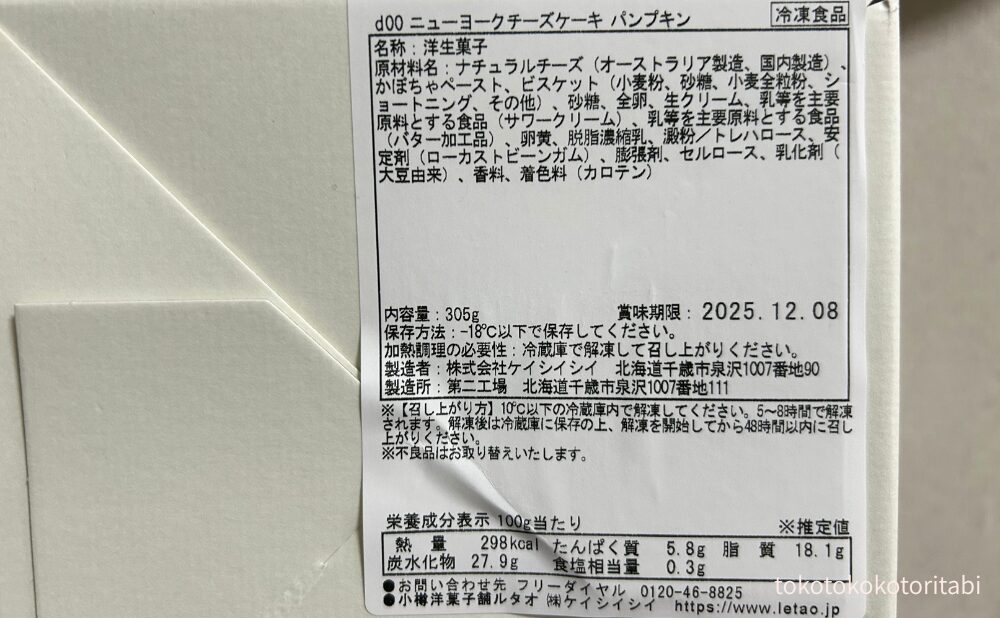 d00 ニューヨークチーズケーキ パンプキン
冷凍食品
名称：洋生菓子
原材料名：ナチュラルチーズ（オーストラリア製造、国内製造）、
かぼちゃペースト、ビスケット（小麦粉、砂糖、小麦全粒粉、シ
ョートニング、その他）、砂糖、全卵、生クリーム、乳等を主要
原料とする食品（サワークリーム）、乳等を主要原料とする食品
（バター加工品）、卵黄、脱脂濃縮乳、澱粉／トレハロース、安
定剤（ローカストビーンガム）、膨張剤、セルロース、乳化剤（
大豆由来）、香料、着色料（カロテン）
内容量：305g 賞味期限：2025.12.08
保存方法：-18℃以下で保存してください。
加熱調理の必要性：冷蔵庫で解凍して召し上がりください。
製造者：株式会社ケイシイシイ 北海道千歳市泉沢1007番地90
製造所：第二工場 北海道千歳市泉沢1007番地111
※【召し上がり方】10℃以下の冷蔵庫内で解凍してください。5～8時間で解凍
されます。解凍後は冷蔵庫に保存の上、解凍を開始してから48時間以内に召し
上がりください。
※不良品はお取り替えいたします。
栄養成分表示 100g当たり ※推定値
熱量 298kcal たんぱく質 5.8g 脂質 18.1g
炭水化物 27.9g 食塩相当量 0.3g
●お問い合わせ先 フリーダイヤル 0120-46-8825
●小樽洋菓子舗ルタオ ㈱ケイシイシイ https://www.letao.jp
tokotokokotoritabi